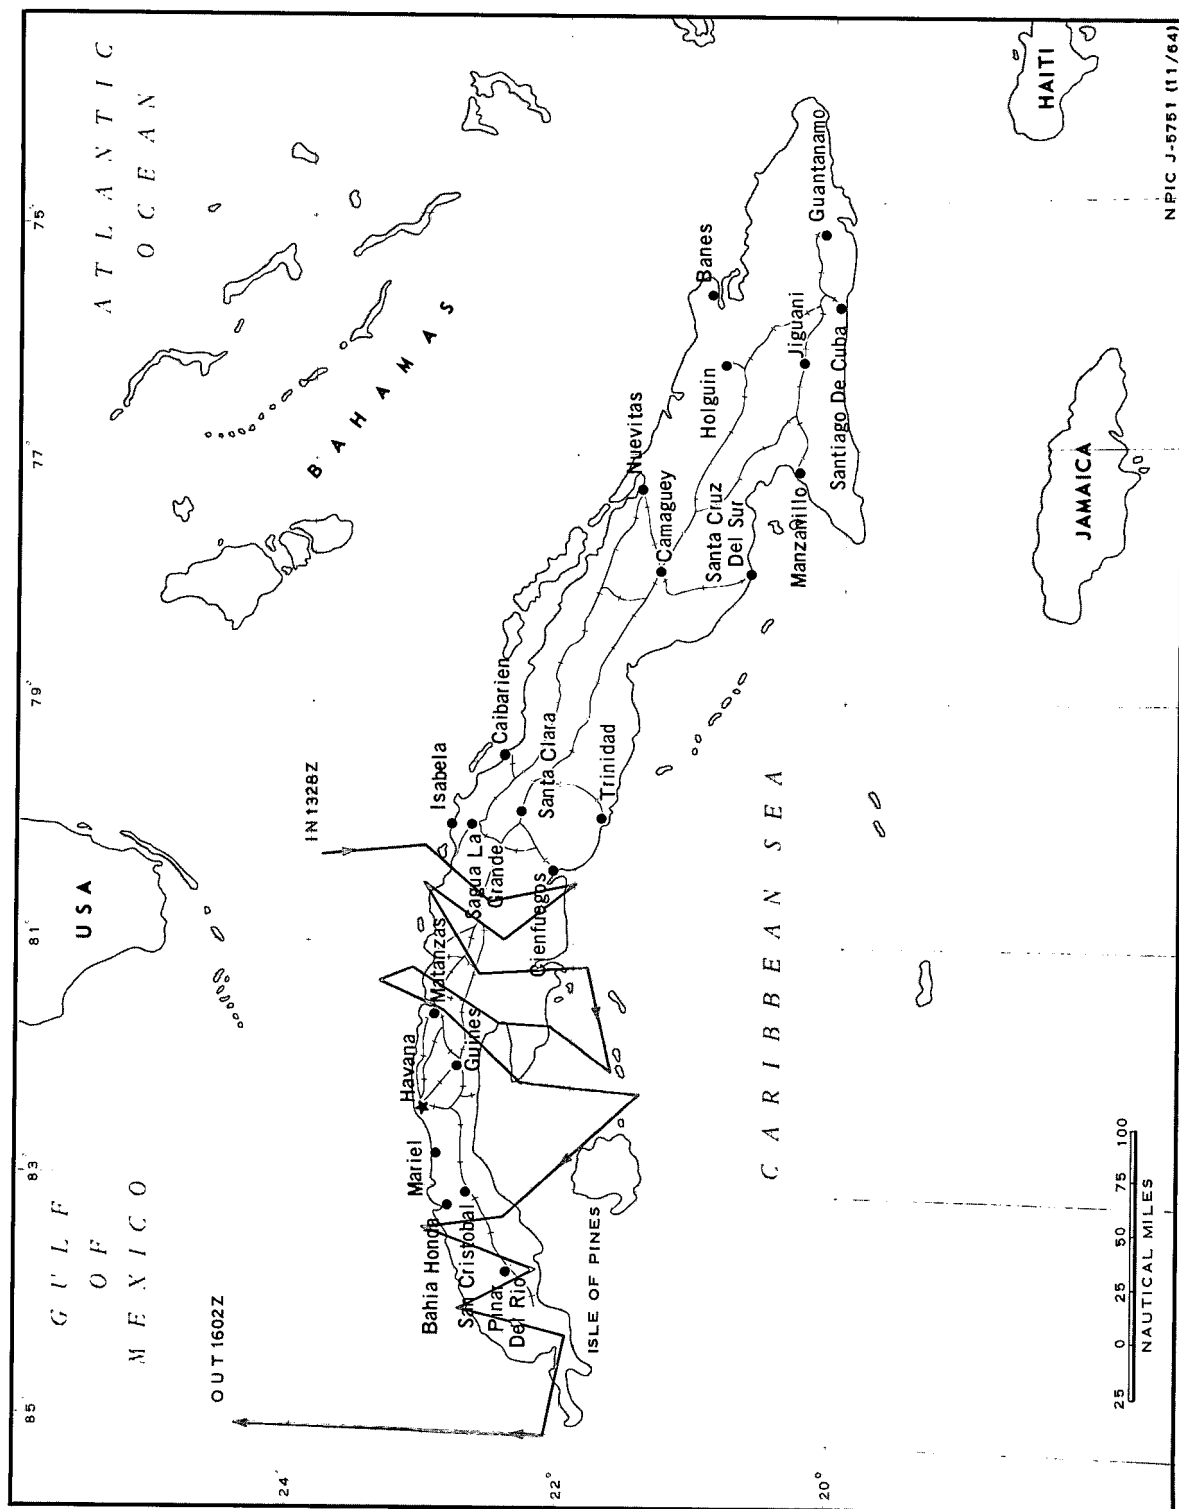 GULF
OF
MEXICO
USA
ATLANTIC
OCEAN
BAHAMAS
OUT 1602Z
IN 1328Z
85°
83°
81°
79°
77°
75°
24°
22°
20°
Bahia Honda
Mariel
Havana
Matanzas
Guines
San Cristobal
Pinar
Del Rio
Isabela
Sagua La
Grande
Cienfuegos
Caibarien
Santa Clara
Trinidad
Nuevitas
Camaguey
Santa Cruz
Del Sur
Holguin
Banes
Manzanillo
Jiguani
Santiago De Cuba
Guantanamo
ISLE OF PINES
CARIBBEAN SEA
JAMAICA
HAITI
25 0 25 50 75 100
NAUTICAL MILES
NPIC J-5751 (11/64)